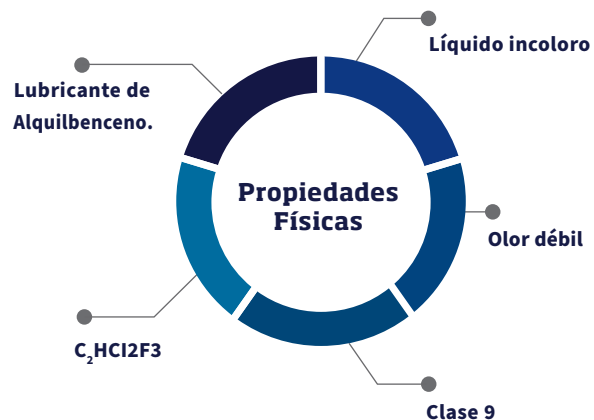 Líquido incoloro
Lubricante de
Alquilbenceno.
Propiedades
Físicas
Olor débil
C₂HCI2F3
Clase 9